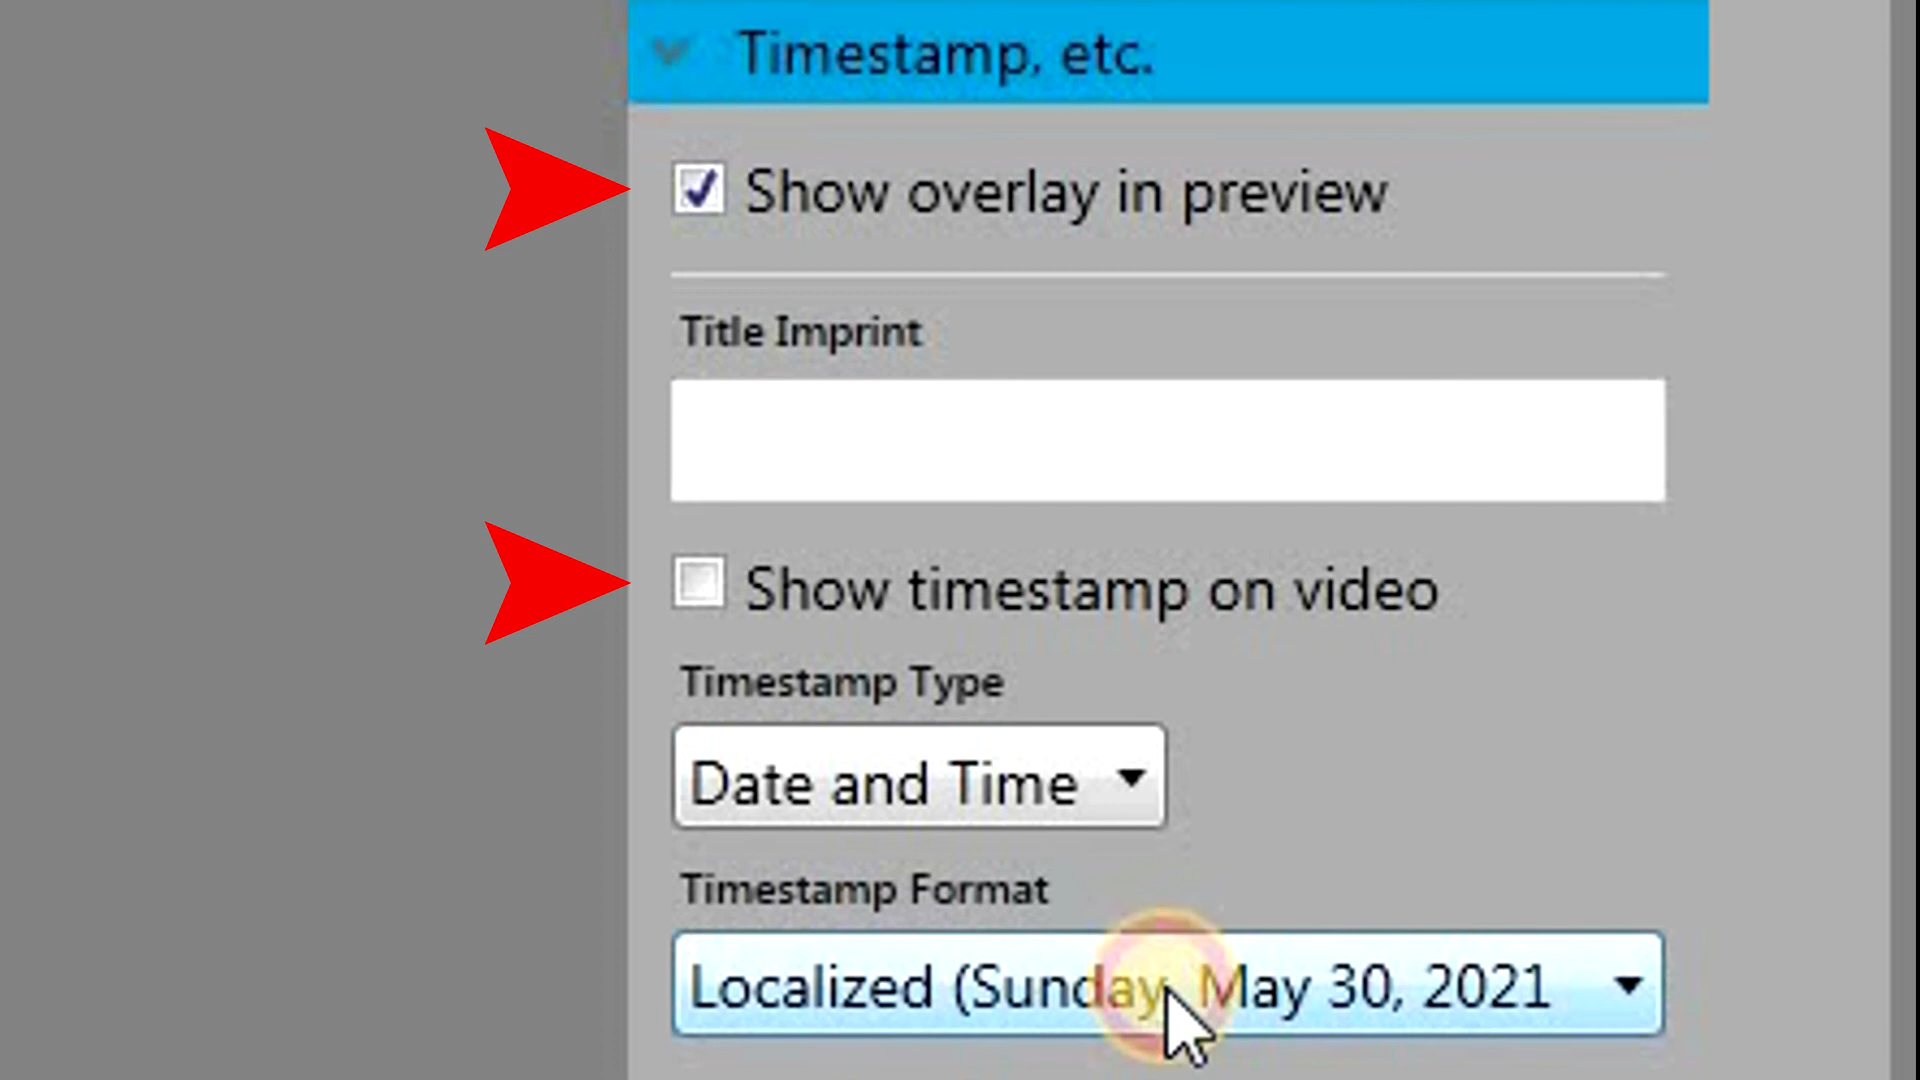 Timestamp, etc.
Show overlay in preview
Title Imprint
Show timestamp on video
Timestamp Type
Date and Time
Timestamp Format
Localized (Sunday, May 30, 2021